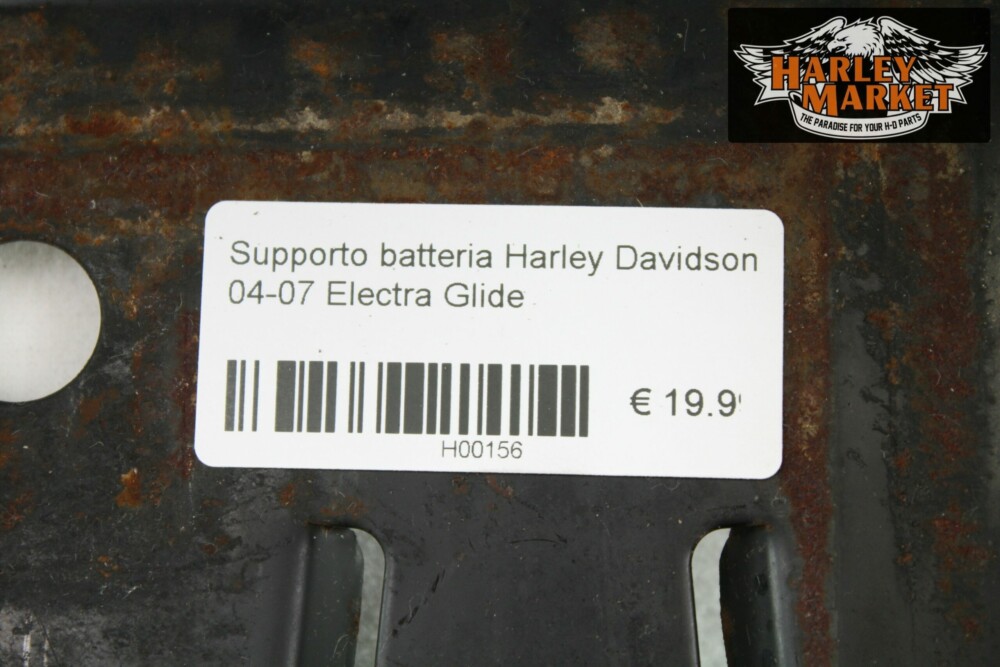 HARLEY
MARKET
THE PARADISE FOR YOUR H-D PARTS
Supporto batteria Harley Davidson
04-07 Electra Glide
€ 19.9
H00156